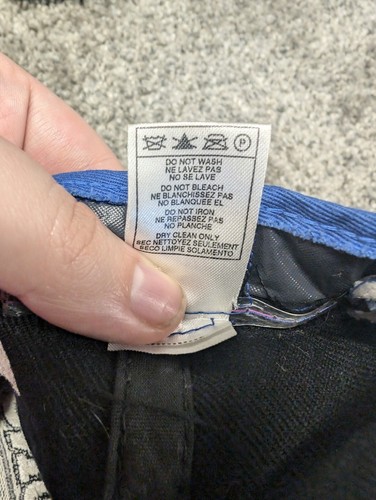 P
DO NOT WASH
NE LAVEZ PAS
NO SE LAVE
DO NOT BLEACH
NE BLANCHISSEZ PAS
NO BLANQUEE EL
DO NOT IRON
NE REPASSEZ PAS
NO PLANCHE
DRY CLEAN ONLY
SEC NETTOYEZ SEULEMENT
SECO LIMPIE SOLAMENTO